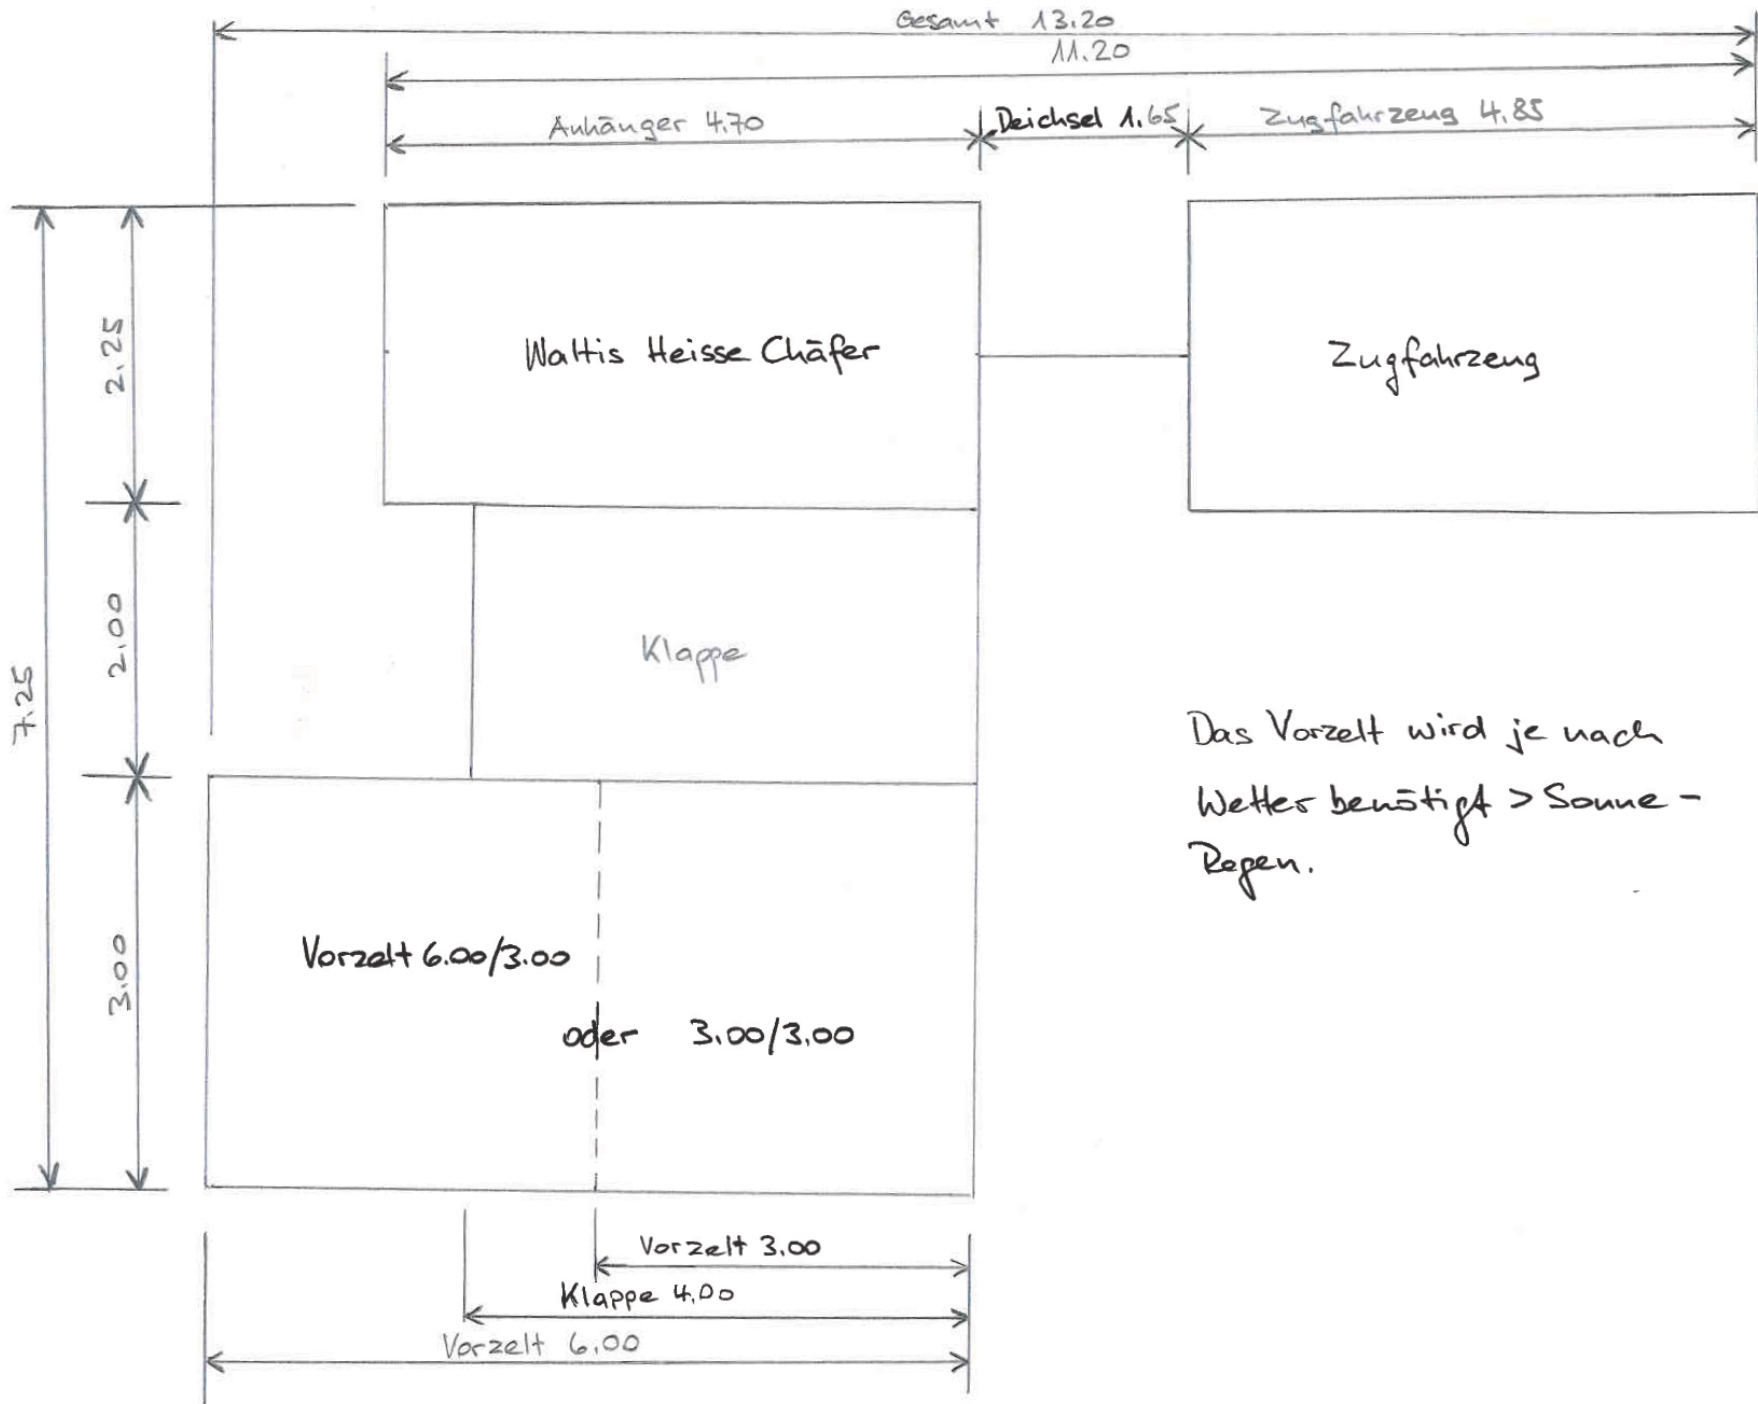 Gesamt 13.20
11.20
Anhänger 4.70
Deichsel 1.65
Zugfahrzeug 4.85
2.25
Waltis Heisse Chäfer
Zugfahrzeug
2.00
Klappe
7.25
Das Vorzelt wird je nach
Wetter benötigt > Sonne -
Regen.
3.00
Vorzelt 6.00/3.00
oder 3.00/3.00
Vorzelt 3.00
Klappe 4.00
Vorzelt 6.00